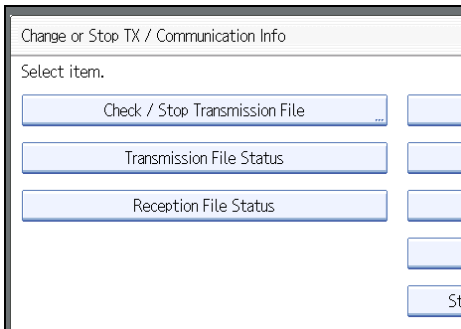 Change or Stop TX / Communication Info
Select item.
Check / Stop Transmission File
...
Transmission File Status
Reception File Status